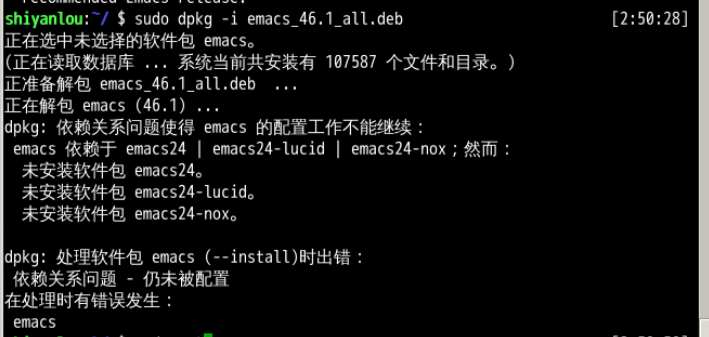 recommended Emacs release.
shiyanlou:~/ $ sudo dpkg -i emacs_46.1_all.deb [2:50:28]
正在选中未选择的软件包 emacs。
(正在读取数据库 ... 系统当前共安装有 107587 个文件和目录。)
正准备解包 emacs_46.1_all.deb ...
正在解包 emacs (46.1) ...
dpkg: 依赖关系问题使得 emacs 的配置工作不能继续：
emacs 依赖于 emacs24 | emacs24-lucid | emacs24-nox；然而：
未安装软件包 emacs24。
未安装软件包 emacs24-lucid。
未安装软件包 emacs24-nox。
dpkg: 处理软件包 emacs (--install)时出错：
依赖关系问题 - 仍未被配置
在处理时有错误发生：
emacs